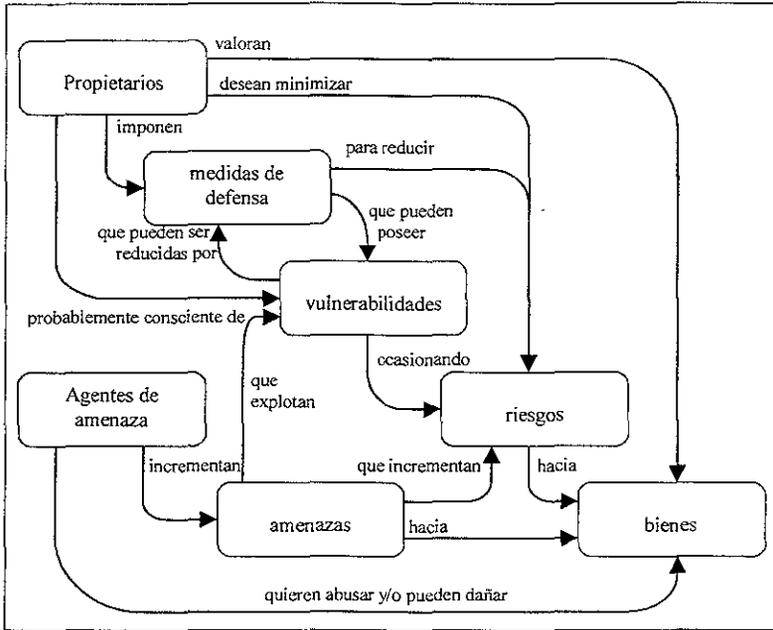 valoran
Propietarios
desean minimizar
imponen
para reducir
medidas de
defensa
que pueden
poseer
que pueden ser
reducidas por
vulnerabilidades
probablemente consciente de
ocasionando
que
explotan
Agentes de
amenaza
riesgos
incrementan
que incrementan
hacia
amenazas
hacia
bienes
quieren abusar y/o pueden dañar